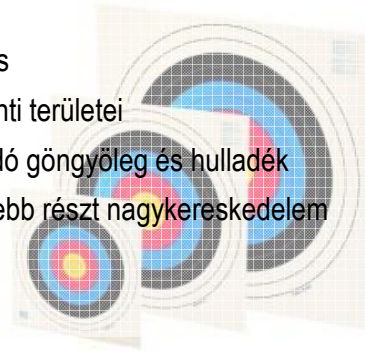 s
nti területei
dó göngyöleg és hulladék
ebb részt nagykereskedelem